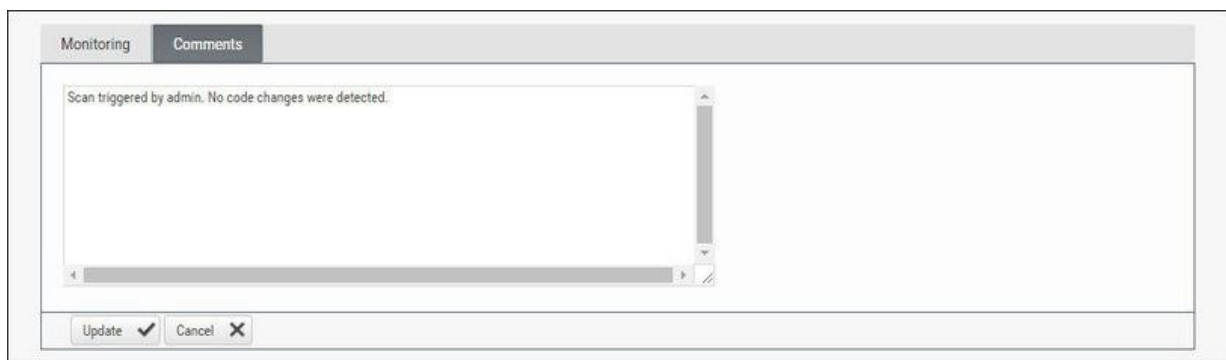 Monitoring Comments
Scan triggered by admin. No code changes were detected.
Update Cancel